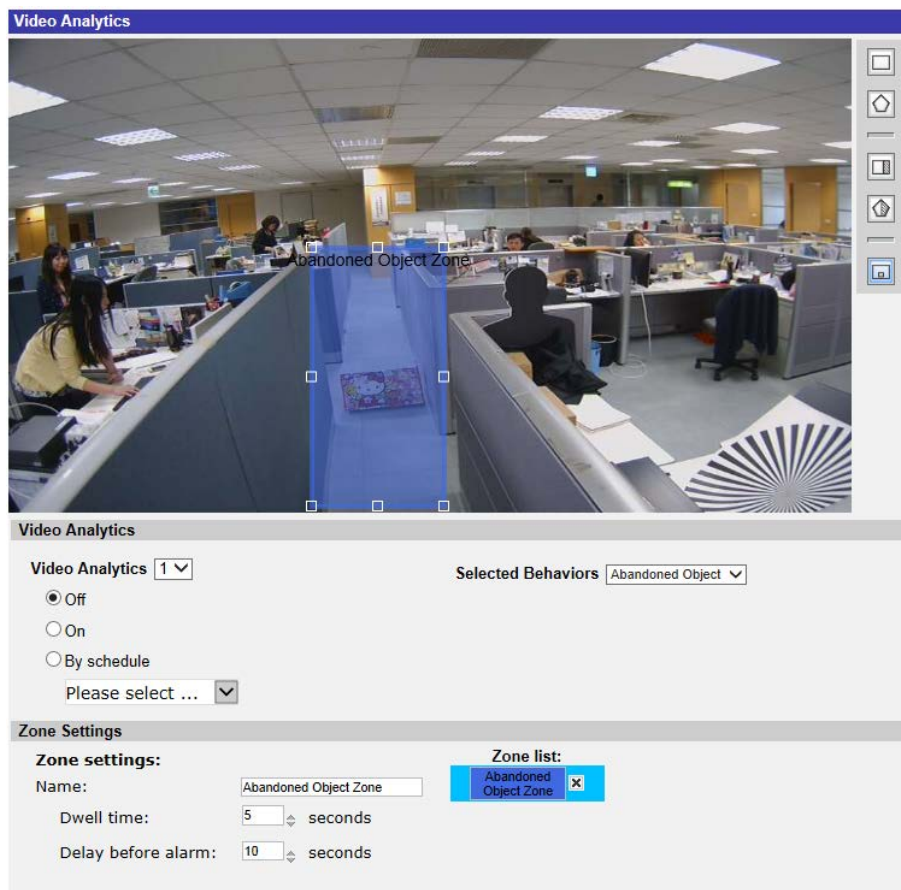 Video Analytics
Abandoned Object Zone
Video Analytics
Video Analytics 1
Selected Behaviors Abandoned Object
Off
On
By schedule
Please select ...
Zone Settings
Zone settings:
Zone list:
Name: Abandoned Object Zone
Abandoned
Object Zone
Dwell time: 5 seconds
Delay before alarm: 10 seconds